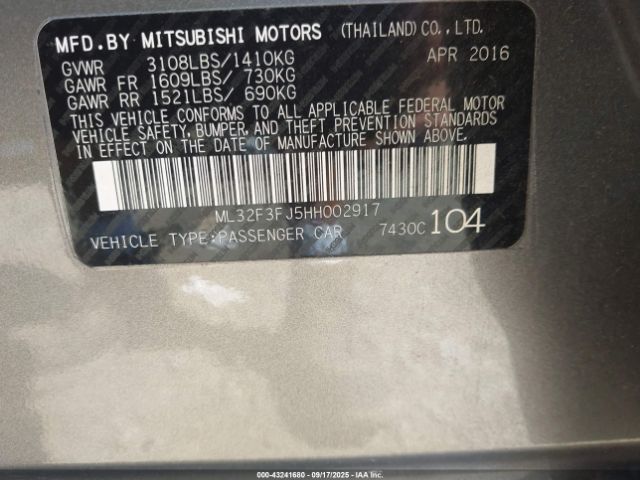 MFD.BY MITSUBISHI MOTORS (THAILAND) CO., LTD.
GVWR 3108LBS/1410KG APR 2016
GAWR FR 1609LBS/ 730KG
GAWR RR 1521LBS/ 690KG
THIS VEHICLE CONFORMS TO ALL APPLICABLE FEDERAL MOTOR
VEHICLE SAFETY, BUMPER, AND THEFT PREVENTION STANDARDS
IN EFFECT ON THE DATE OF MANUFACTURE SHOWN ABOVE.
ML32F3FJ5HH002917
VEHICLE TYPE:PASSENGER CAR 7430C 104
000-43241680 - 09/17/2025 - IAAI.COM